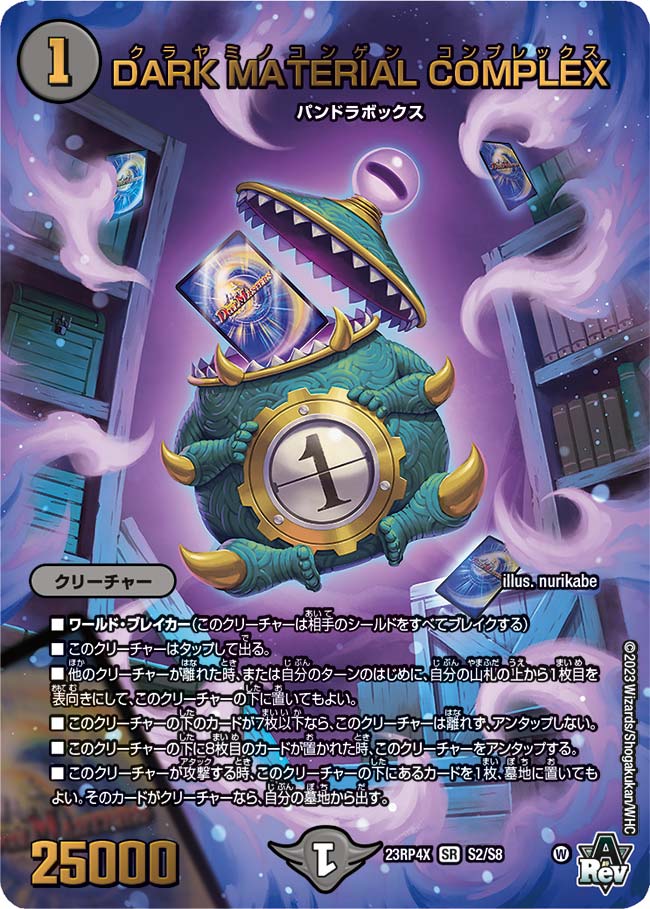 1
クラヤミノコンゲン コンプレックス
DARK MATERIAL COMPLEX
パンドラボックス
DUEL MASTERS
1
クリーチャー
illus. nurikabe
■ ワールド・ブレイカー(このクリーチャーは相手のシールドをすべてブレイクする)
■ このクリーチャーはタップして出る。
■ 他のクリーチャーが離れた時、または自分のターンのはじめに、自分の山札の上から1枚目を
表向きにして、このクリーチャーの下に置いてもよい。
■ このクリーチャーの下のカードが7枚以下なら、このクリーチャーは離れず、アンタップしない。
■ このクリーチャーの下に8枚目のカードが置かれた時、このクリーチャーをアンタップする。
■ このクリーチャーが攻撃する時、このクリーチャーの下にあるカードを1枚、墓地に置いても
よい。そのカードがクリーチャーなら、自分の墓地から出す。
©2023 Wizards/Shogakukan/WHC
25000
23RP4X SR S2/S8
W
A Rev